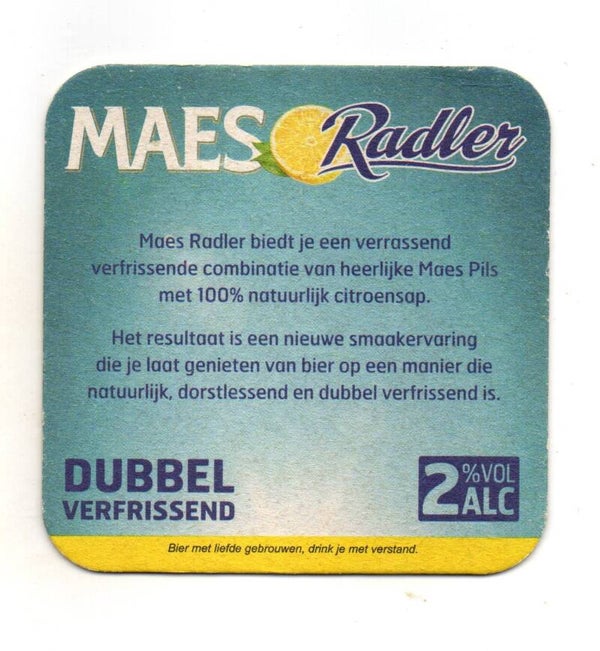 MAES Radler
Maes Radler biedt je een verrassend
verfrissende combinatie van heerlijke Maes Pils
met 100% natuurlijk citroensap.
Het resultaat is een nieuwe smaakervaring
die je laat genieten van bier op een manier die
natuurlijk, dorstlessend en dubbel verfrissend is.
DUBBEL
VERFRISSEND
2 %VOL
ALC
Bier met liefde gebrouwen, drink je met verstand.